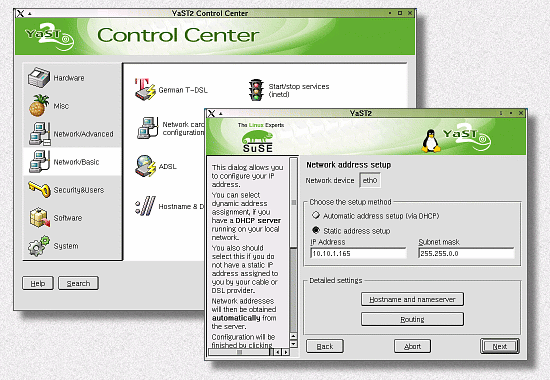 YaST2 Control Center
YaST2
Control Center
Hardware
Misc
Network/Advanced
Network/Basic
Security&Users
Software
System
Help
Search
German T-DSL
Start/stop services
(inetd)
Network card
configuration
ADSL
Hostname & D
YaST2
The Linux Experts
SuSE
YaST2
This dialog allows you
to configure your IP
address.
You can select
dynamic address
assignment, if you
have a DHCP server
running on your local
network.
You also should
select this if you do
not have a static IP
address assigned to
you by your cable or
DSL provider.
Network addresses
will then be obtained
automatically from
the server.
Configuration will be
finished by clicking
Network address setup
Network device eth0
Choose the setup method
Automatic address setup (via DHCP)
Static address setup
IP Address Subnet mask
10.10.1.165 255.255.0.0
Detailed settings
Hostname and nameserver
Routing
Back Abort Next